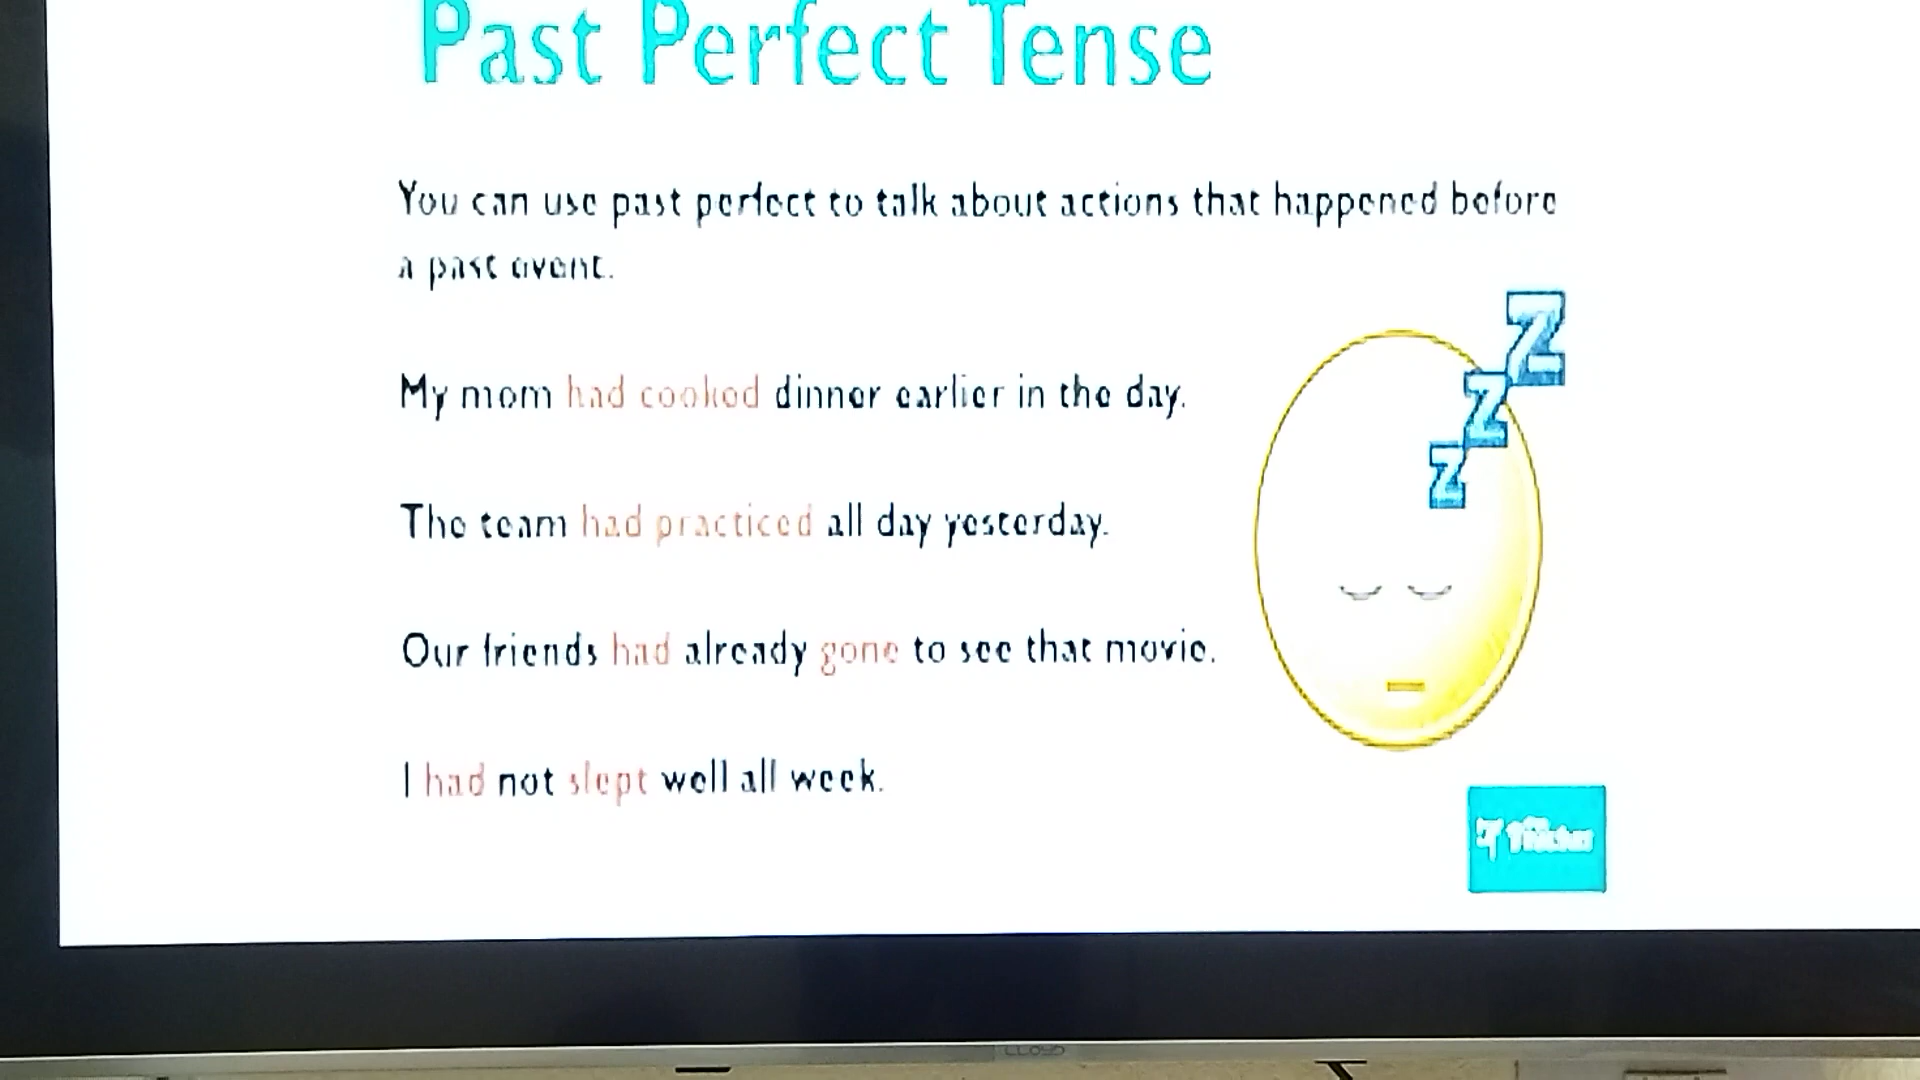 Past Perfect Tense
You can use past perfect to talk about actions that happened before
a past event.
My mom had cooked dinner earlier in the day.
The team had practiced all day yesterday.
Our friends had already gone to see that movie.
I had not slept well all week.
Z
Z
Z
LLOYD